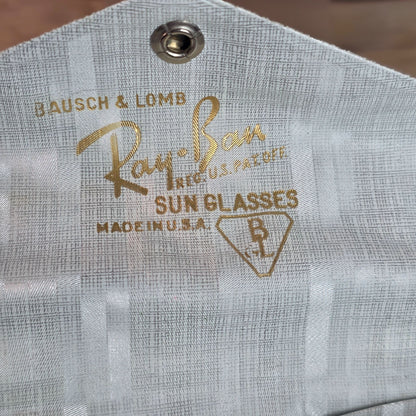 BAUSCH & LOMB
Ray-Ban
REG. U.S. PAT. OFF.
SUN GLASSES
MADE IN U.S.A.
B
&
L